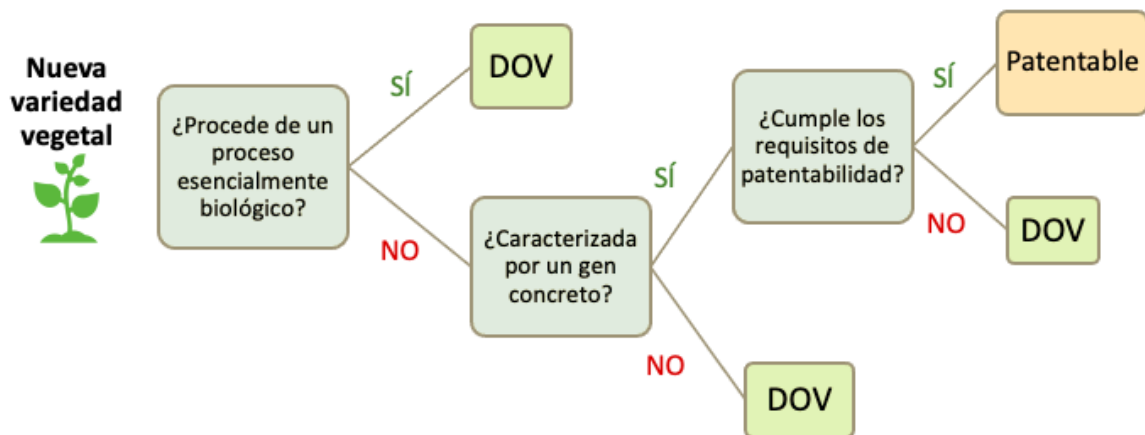 Nueva
variedad
vegetal
¿Procede de un
proceso
esencialmente
biológico?
SÍ
DOV
NO
¿Caracterizada
por un gen
concreto?
SÍ
¿Cumple los
requisitos de
patentabilidad?
SÍ
Patentable
NO
DOV
NO
DOV